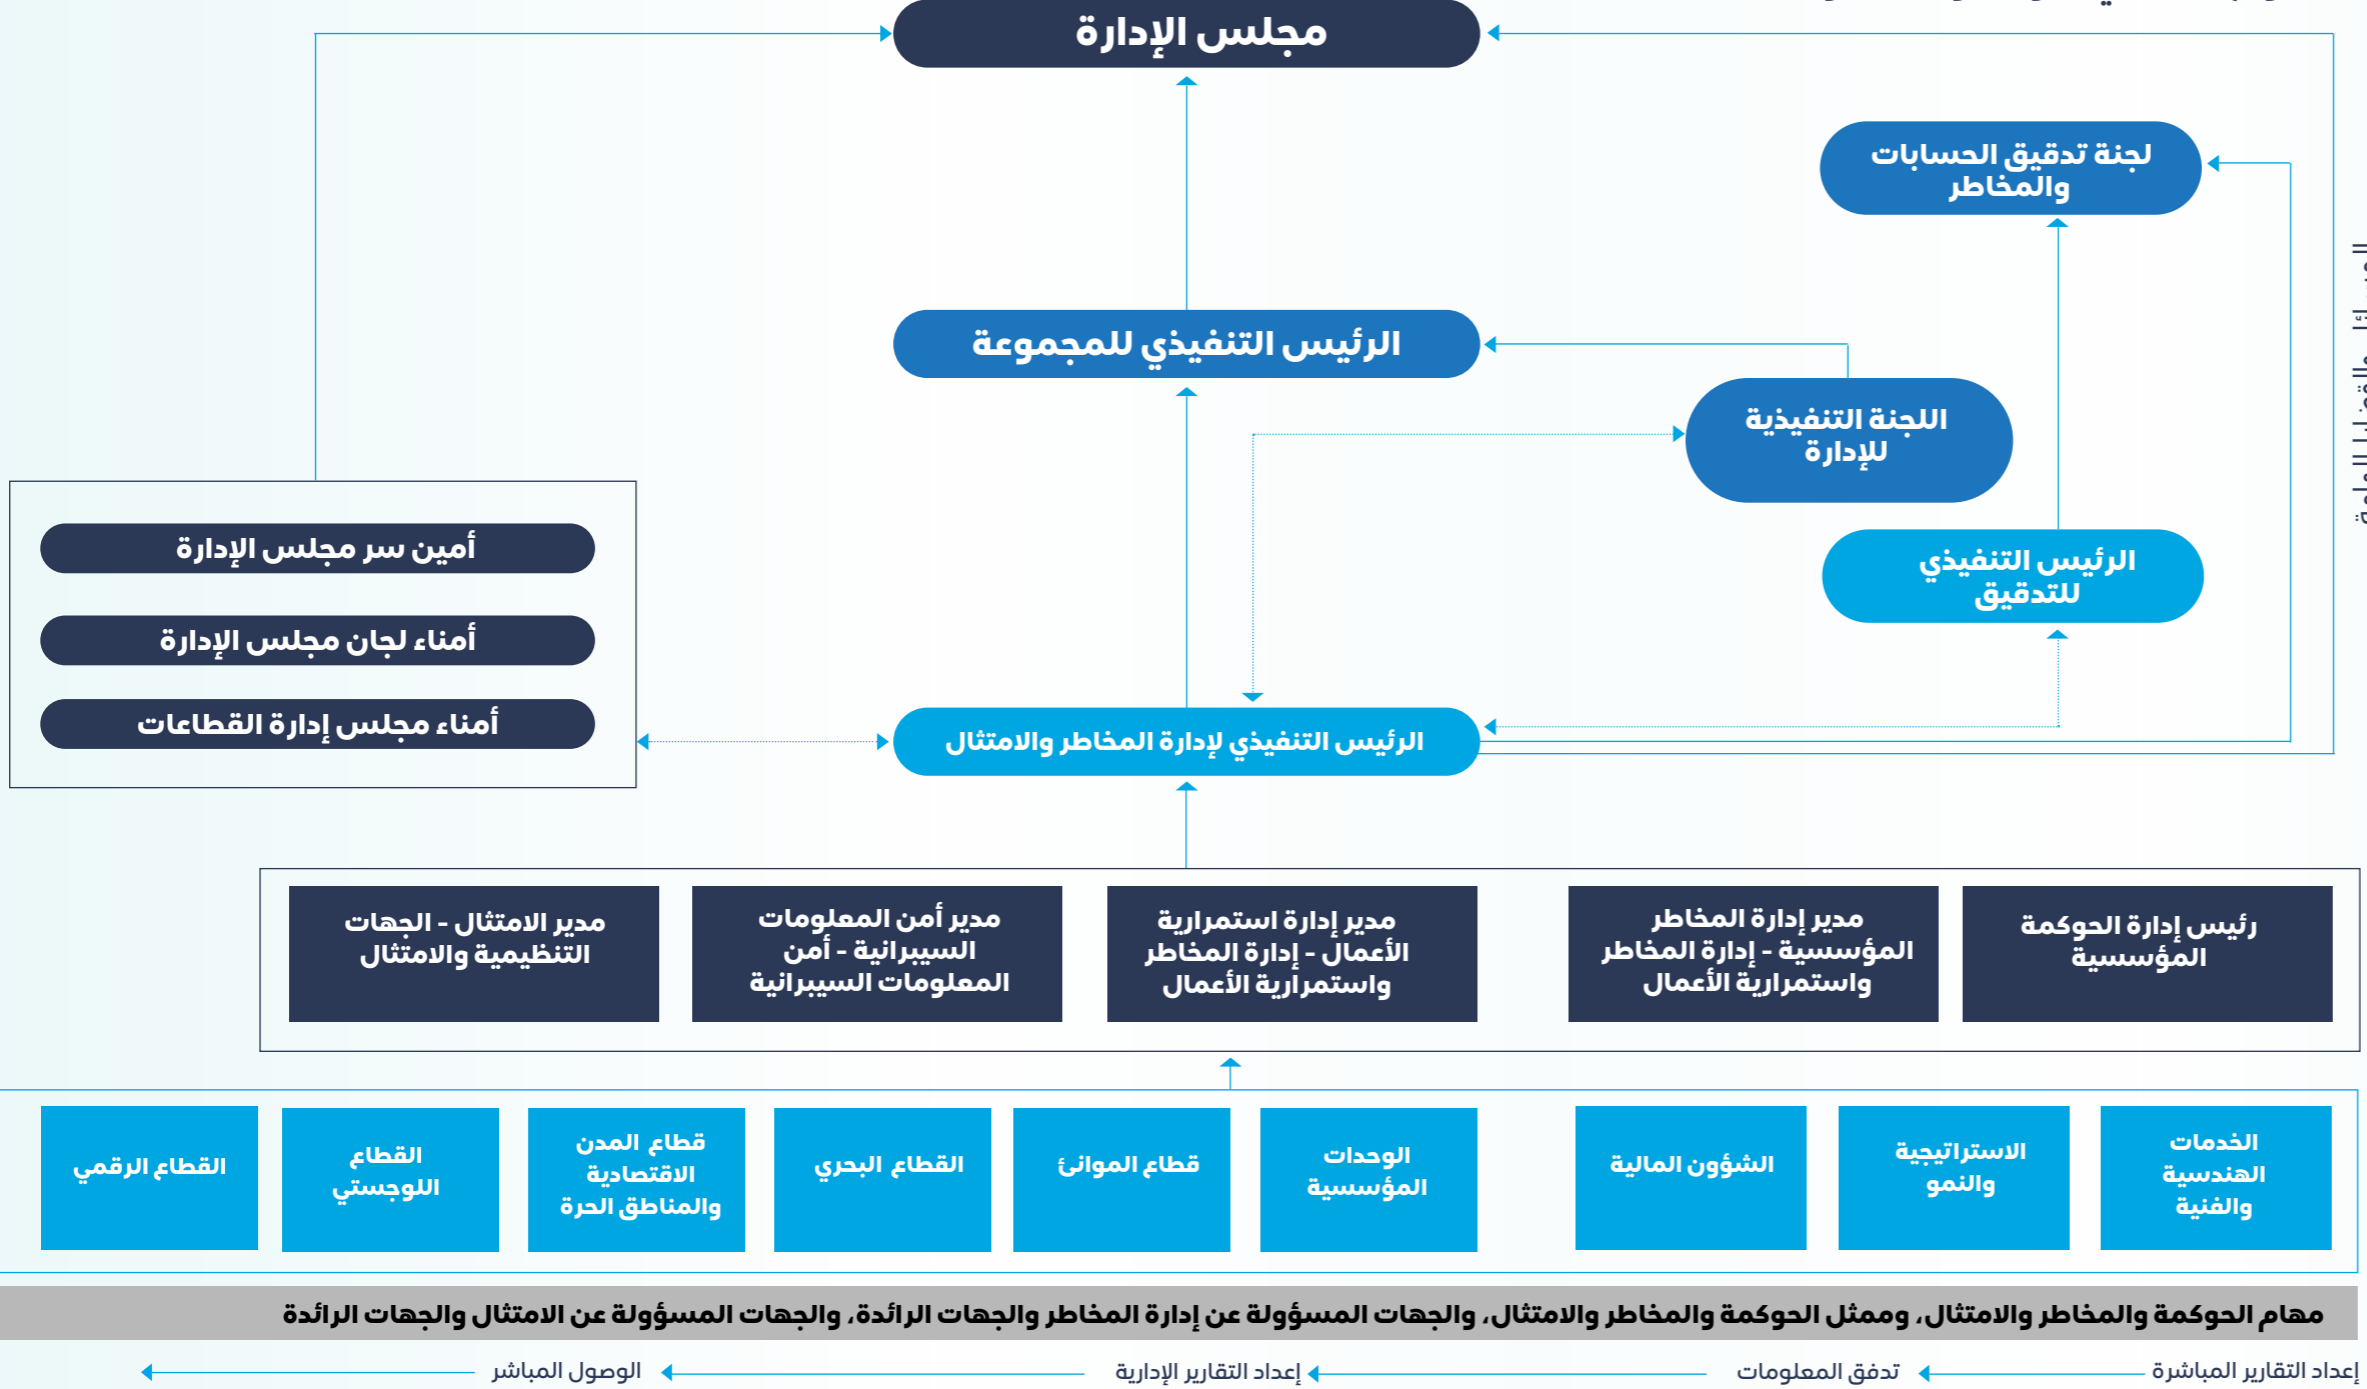 مجلس الإدارة
لجنة تدقيق الحسابات
والمخاطر
الرئيس التنفيذي للمجموعة
اللجنة التنفيذية
للإدارة
الرئيس التنفيذي
للتدقيق
أمين سر مجلس الإدارة
أمناء لجان مجلس الإدارة
أمناء مجلس إدارة القطاعات
الرئيس التنفيذي لإدارة المخاطر والامتثال
رئيس إدارة الحوكمة
المؤسسية
مدير إدارة المخاطر
المؤسسية - إدارة المخاطر
واستمرارية الأعمال
مدير إدارة استمرارية
الأعمال - إدارة المخاطر
واستمرارية الأعمال
مدير أمن المعلومات
السيبرانية - أمن
المعلومات السيبرانية
مدير الامتثال - الجهات
التنظيمية والامتثال
الخدمات
الهندسية
والفنية
الاستراتيجية
والنمو
الشؤون المالية
الوحدات
المؤسسية
قطاع الموانئ
القطاع البحري
قطاع المدن
الاقتصادية
والمناطق الحرة
القطاع
اللوجستي
القطاع الرقمي
مهام الحوكمة والمخاطر والامتثال، وممثل الحوكمة والمخاطر والامتثال، والجهات المسؤولة عن إدارة المخاطر والجهات الرائدة، والجهات المسؤولة عن الامتثال والجهات الرائدة
إعداد التقارير المباشرة
تدفق المعلومات
إعداد التقارير الإدارية
الوصول المباشر